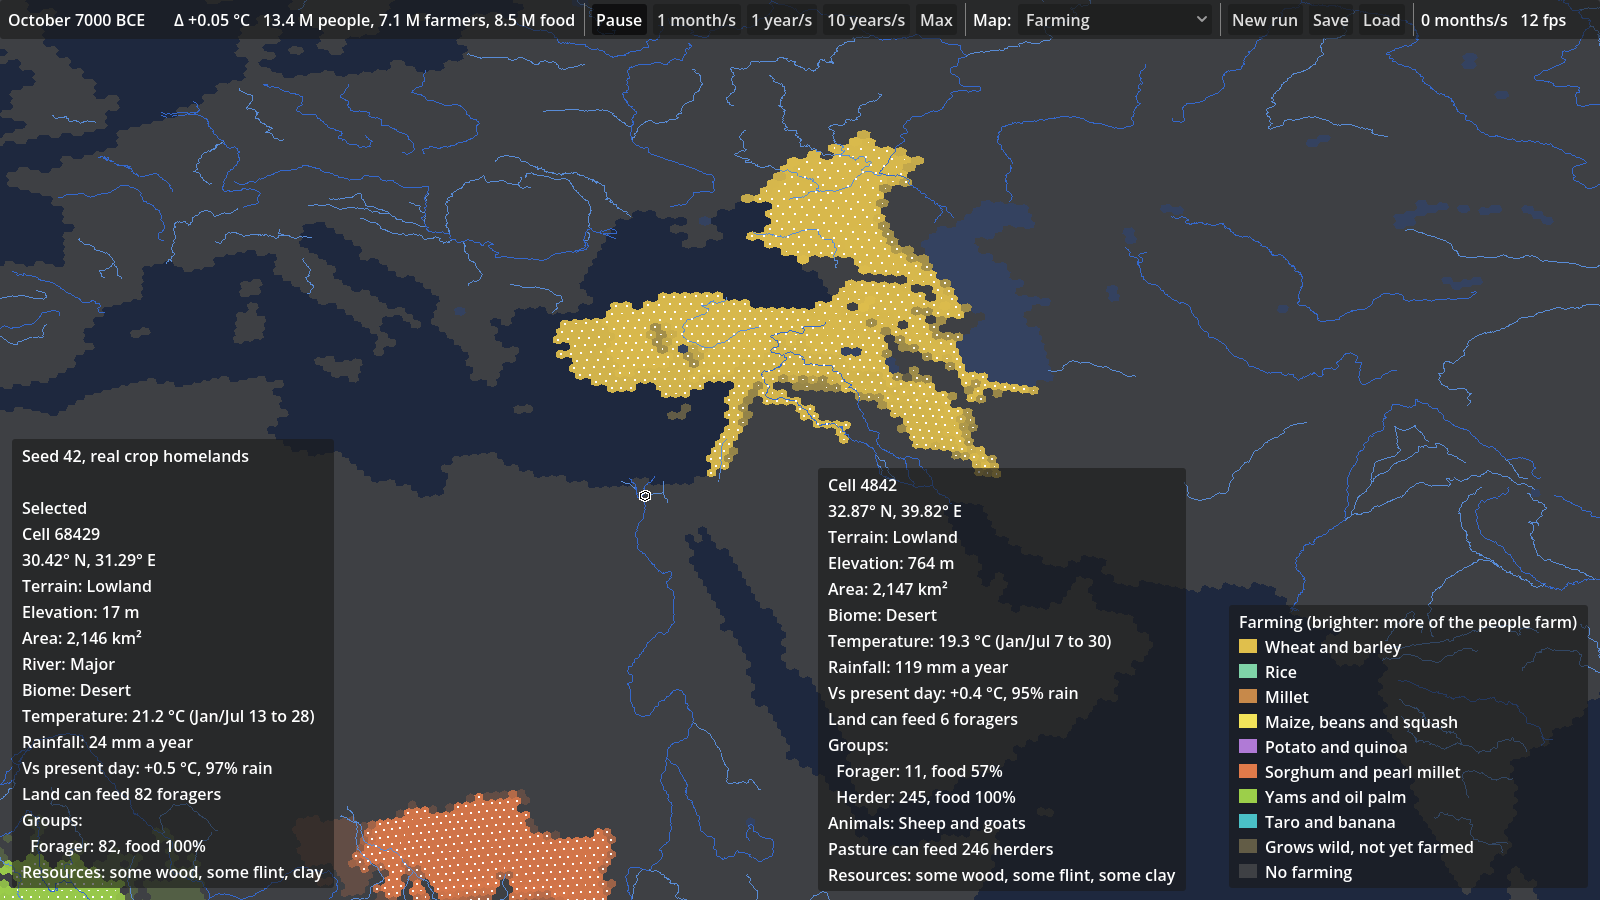 October 7000 BCE Δ +0.05 °C 13.4 M people, 7.1 M farmers, 8.5 M food Pause 1 month/s 1 year/s 10 years/s Max Map: Farming New run Save Load 0 months/s 12 fps
Seed 42, real crop homelands
Selected
Cell 68429
30.42° N, 31.29° E
Terrain: Lowland
Elevation: 17 m
Area: 2,146 km²
River: Major
Biome: Desert
Temperature: 21.2 °C (Jan/Jul 13 to 28)
Rainfall: 24 mm a year
Vs present day: +0.5 °C, 97% rain
Land can feed 82 foragers
Groups:
Forager: 82, food 100%
Resources: some wood, some flint, clay
Cell 4842
32.87° N, 39.82° E
Terrain: Lowland
Elevation: 764 m
Area: 2,147 km²
Biome: Desert
Temperature: 19.3 °C (Jan/Jul 7 to 30)
Rainfall: 119 mm a year
Vs present day: +0.4 °C, 95% rain
Land can feed 6 foragers
Groups:
Forager: 11, food 57%
Herder: 245, food 100%
Animals: Sheep and goats
Pasture can feed 246 herders
Resources: some wood, some flint, some clay
Farming (brighter: more of the people farm)
Wheat and barley
Rice
Millet
Maize, beans and squash
Potato and quinoa
Sorghum and pearl millet
Yams and oil palm
Taro and banana
Grows wild, not yet farmed
No farming